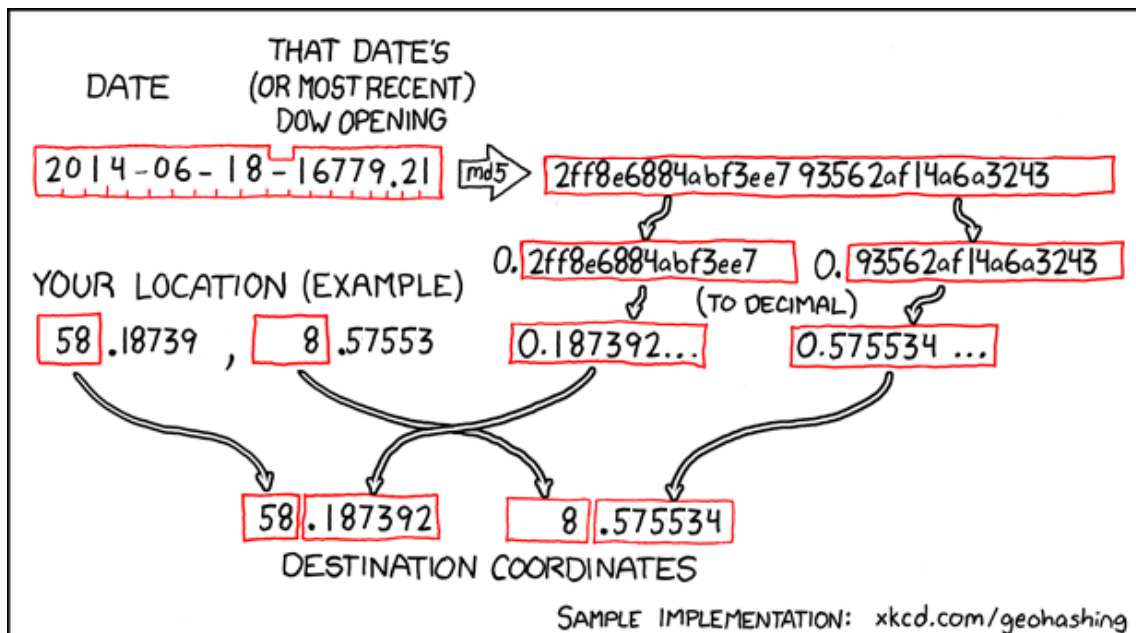 DATE
THAT DATE'S
(OR MOST RECENT)
DOW OPENING
2014-06-18-16779.21
md5
2ff8e6884abf3ee793562af14a6a3243
0.2ff8e6884abf3ee7
0.93562af14a6a3243
YOUR LOCATION (EXAMPLE)
(TO DECIMAL)
58.18739, 8.57553
0.187392...
0.575534...
58.187392
8.575534
DESTINATION COORDINATES
SAMPLE IMPLEMENTATION: xkcd.com/geohashing